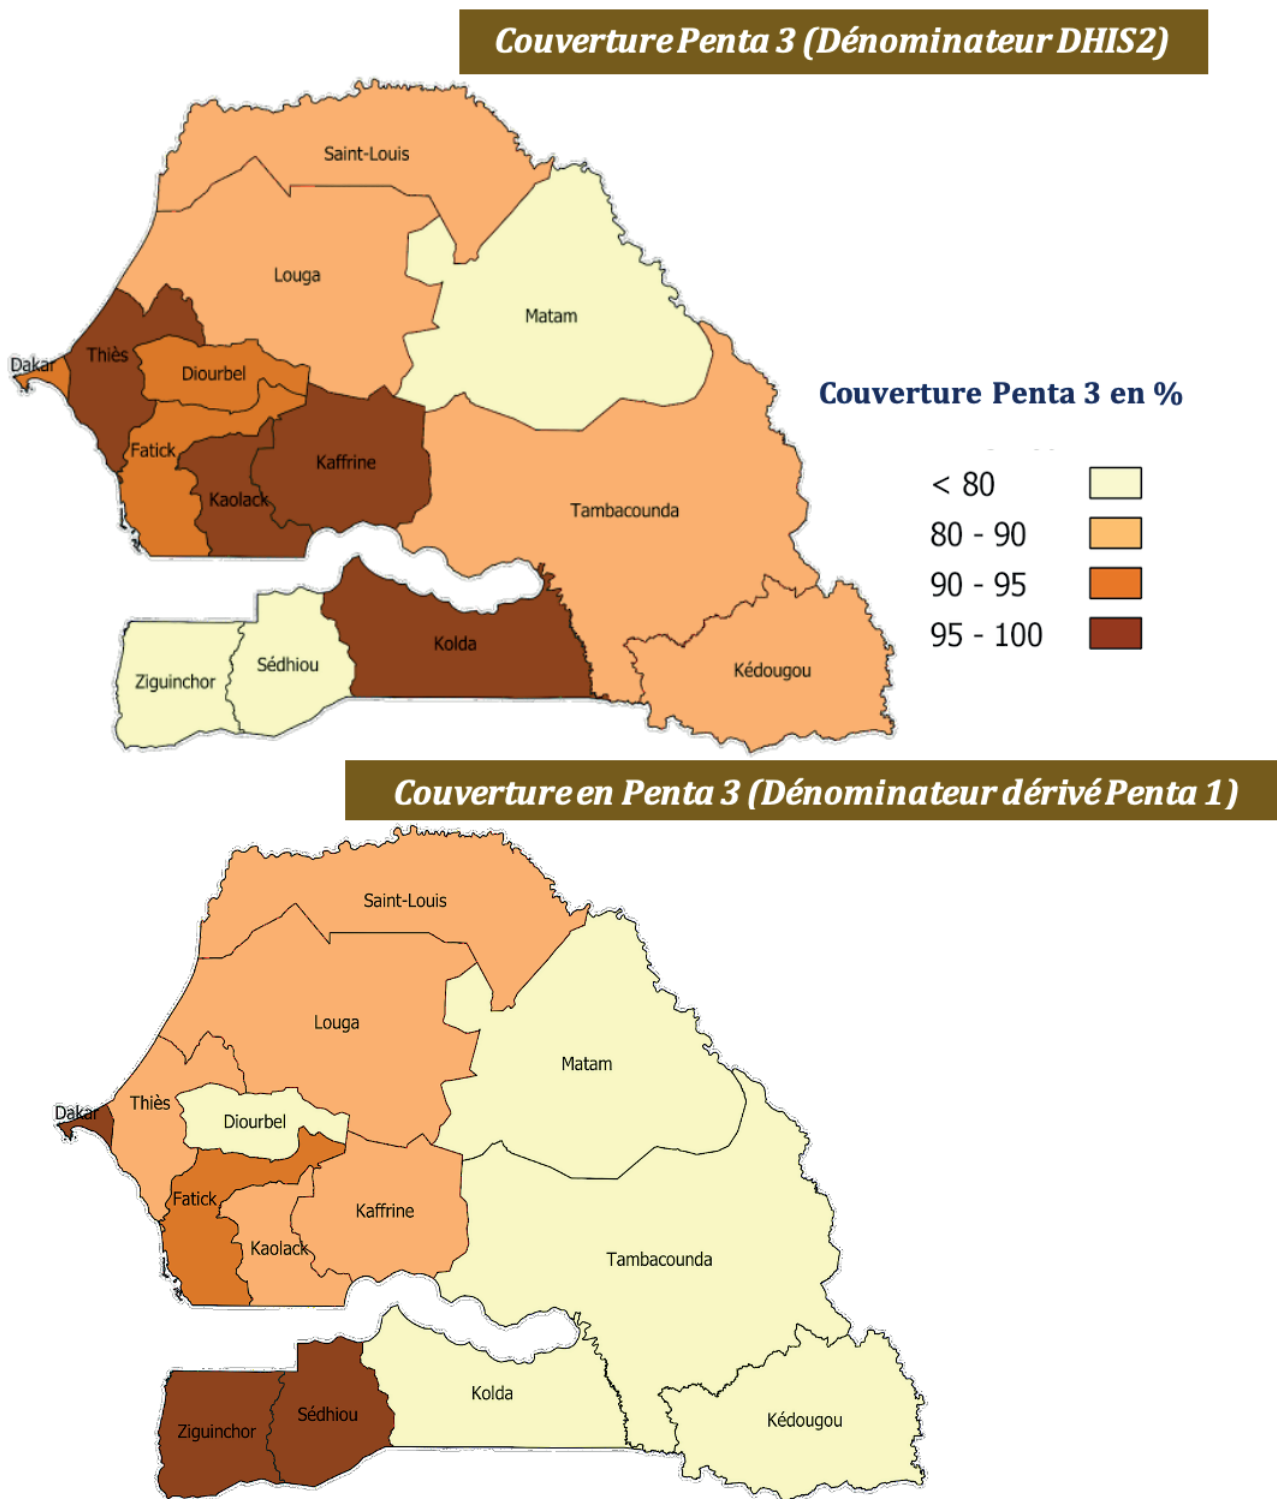 Couverture Penta 3 (Dénominateur DHIS2)
Saint-Louis
Louga
Matam
Dakar
Thiès
Diourbel
Couverture Penta 3 en %
Fatick
Kaffrine
< 80
Kaolack
Tambacounda
80 - 90
90 - 95
95 - 100
Kolda
Sédhiou
Kédougou
Ziguinchor
Couverture en Penta 3 (Dénominateur dérivé Penta 1)
Saint-Louis
Louga
Matam
Dakar
Thiès
Diourbel
Fatick
Kaffrine
Kaolack
Tambacounda
Kolda
Sédhiou
Kédougou
Ziguinchor